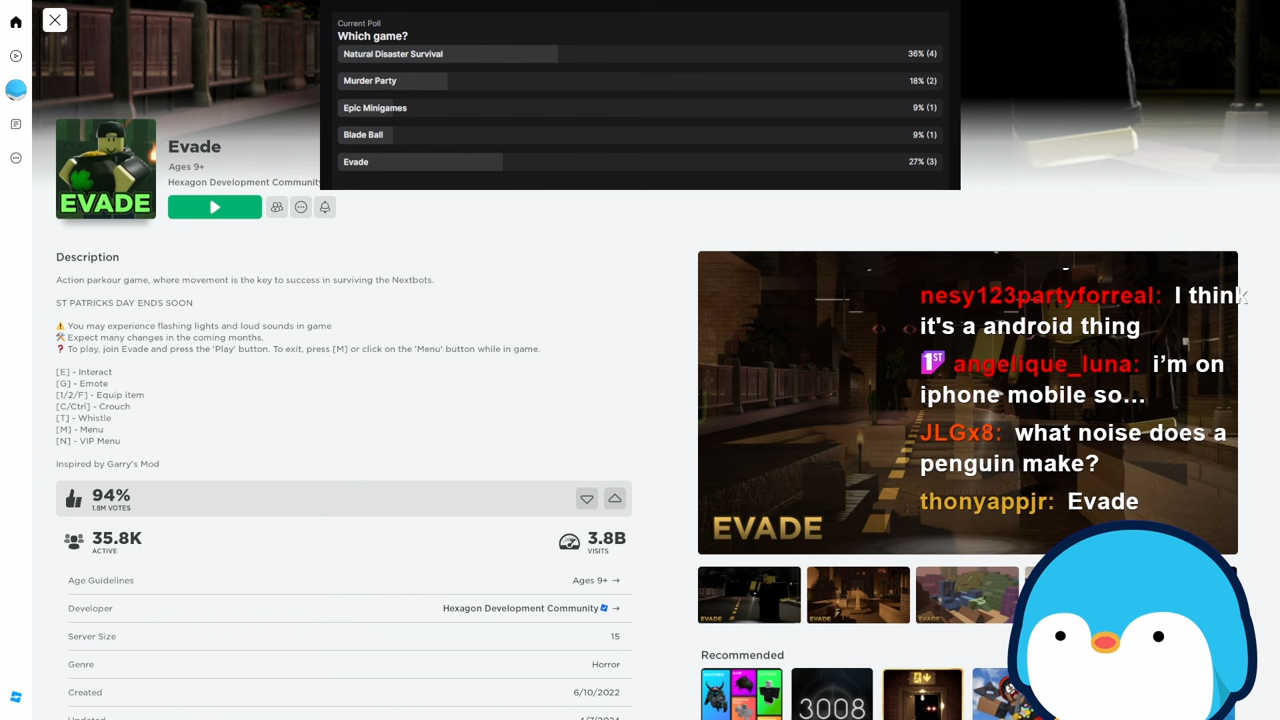 Current Poll
Which game?
Natural Disaster Survival 36% (4)
Murder Party 18% (2)
Epic Minigames 9% (1)
Blade Ball 9% (1)
Evade 27% (3)
EVADE
Evade
Ages 9+
Hexagon Development Community
Description
Action parkour game, where movement is the key to success in surviving the Nextbots.
ST PATRICKS DAY ENDS SOON
⚠️ You may experience flashing lights and loud sounds in game
🛠️ Expect many changes in the coming months.
❓ To play, join Evade and press the 'Play' button. To exit, press [M] or click on the 'Menu' button while in game.
[E] - Interact
[G] - Emote
[1/2/F] - Equip item
[C/Ctrl] - Crouch
[T] - Whistle
[M] - Menu
[N] - VIP Menu
Inspired by Garry's Mod
94%
1.8M VOTES
35.8K
ACTIVE
3.8B
VISITS
Age Guidelines Ages 9+ →
Developer Hexagon Development Community →
Server Size 15
Genre Horror
Created 6/10/2022
nesy123partyforreal: I think
it's a android thing
1ST angelique_luna: i'm on
iphone mobile so...
JLGx8: what noise does a
penguin make?
thonyappjr: Evade
EVADE
EVADE
EVADE
EVADE
Recommended
3008